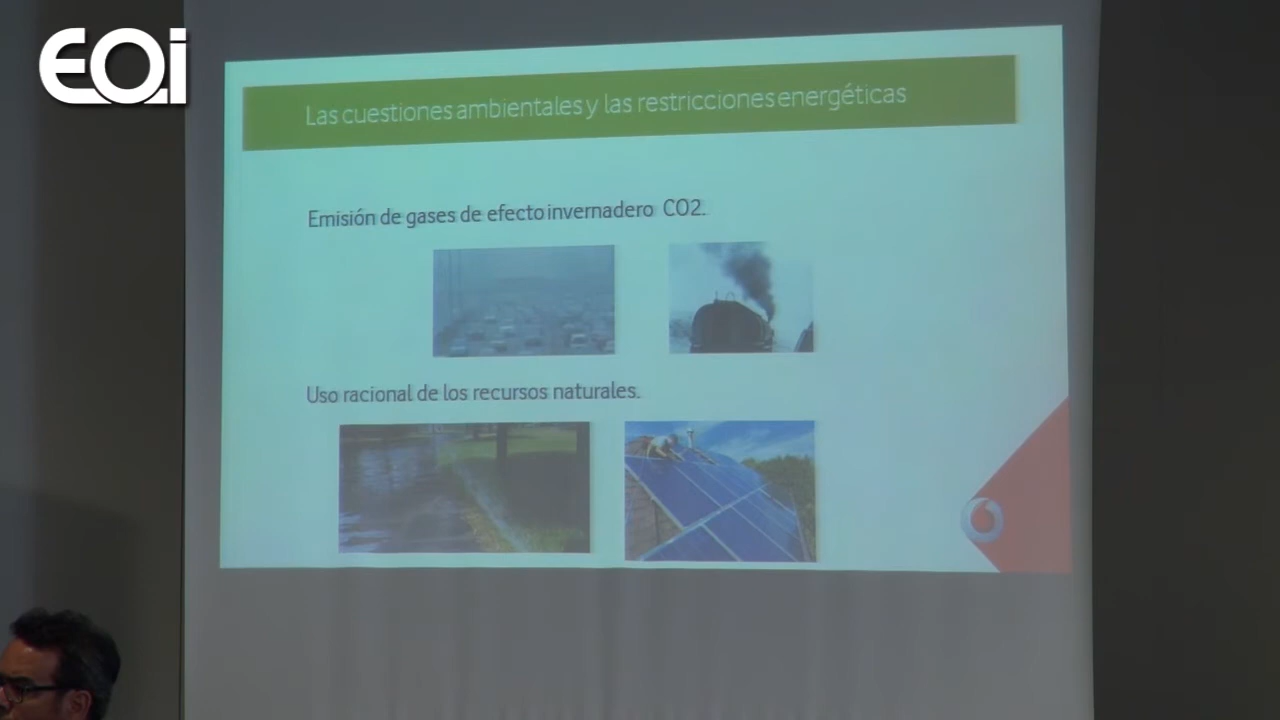 EOi
Las cuestiones ambientales y las restricciones energéticas
Emisión de gases de efecto invernadero CO2.
Uso racional de los recursos naturales.